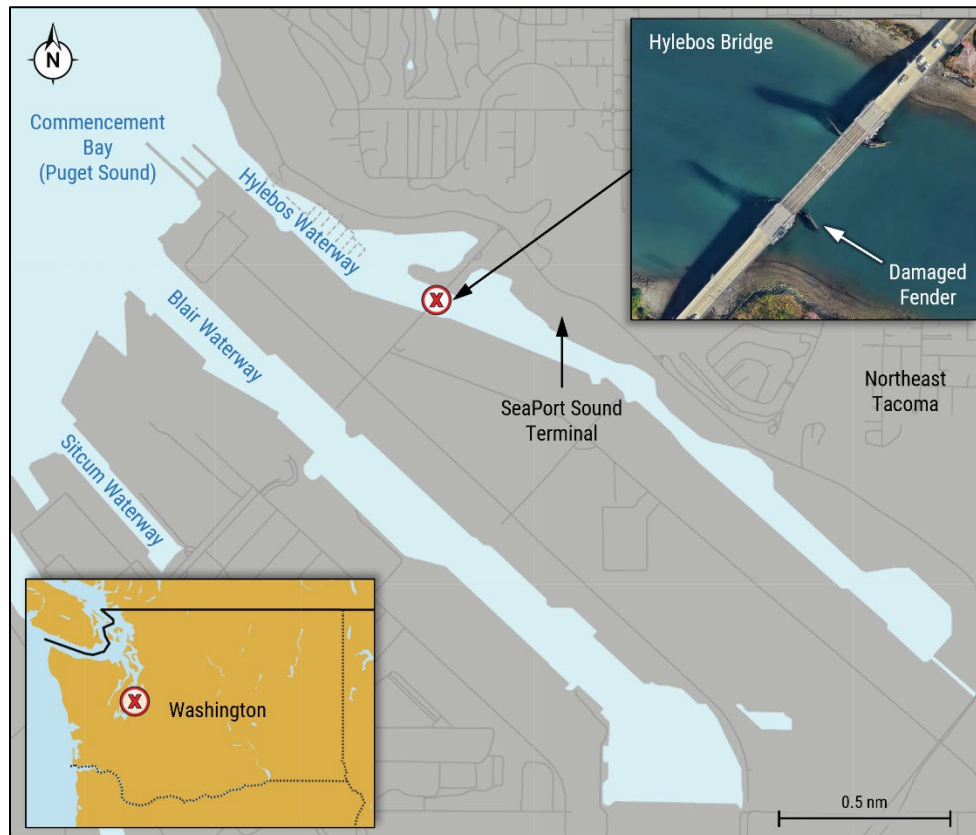 N
Commencement
Bay
(Puget Sound)
Hylebos Bridge
Hylebos Waterway
Damaged
Fender
X
Blair Waterway
SeaPort Sound
Terminal
Northeast
Tacoma
Sitcum Waterway
X
Washington
0.5 nm